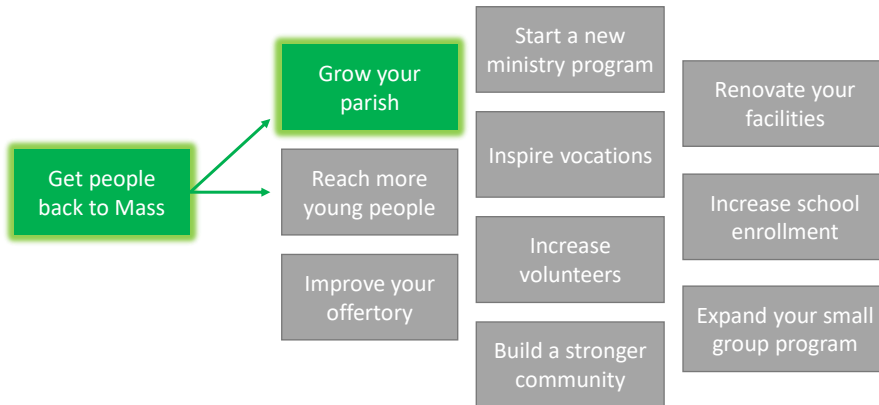 Get people
back to Mass
Grow your
parish
Reach more
young people
Improve your
offertory
Start a new
ministry program
Inspire vocations
Increase
volunteers
Build a stronger
community
Renovate your
facilities
Increase school
enrollment
Expand your small
group program